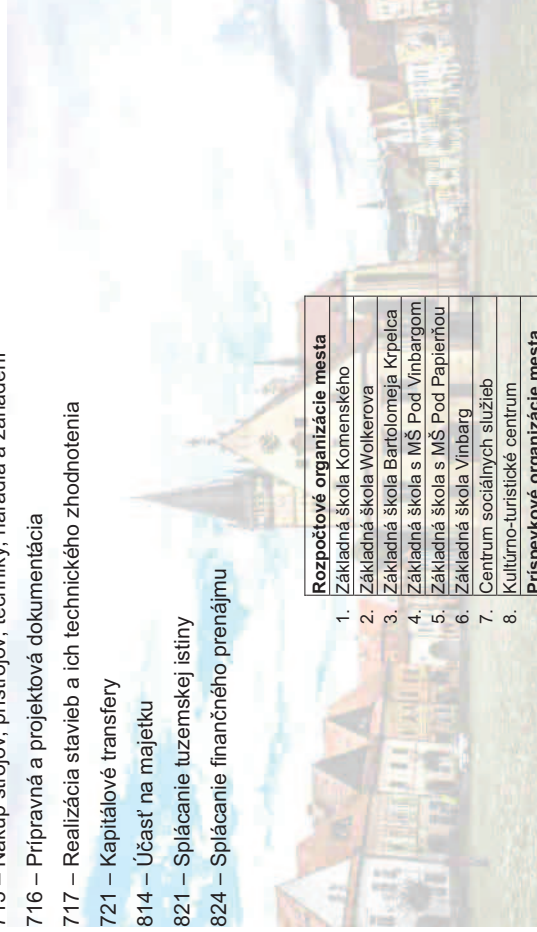 716 – Prípravná a projektová dokumentácia
717 – Realizácia stavieb a ich technického zhodnotenia
721 – Kapitálové transfery
814 – Účasť na majetku
821 – Splácanie tuzemskej istiny
824 – Splácanie finančného prenájmu
Rozpočtové organizácie mesta
1. Základná škola Komenského
2. Základná škola Wolkerova
3. Základná škola Bartolomeja Krpelca
4. Základná škola s MŠ Pod Vinbargom
5. Základná škola s MŠ Pod Papierňou
6. Základná škola Vinbarg
7. Centrum sociálnych služieb
8. Kultúrno-turistické centrum
Príspevkové organizácie mesta